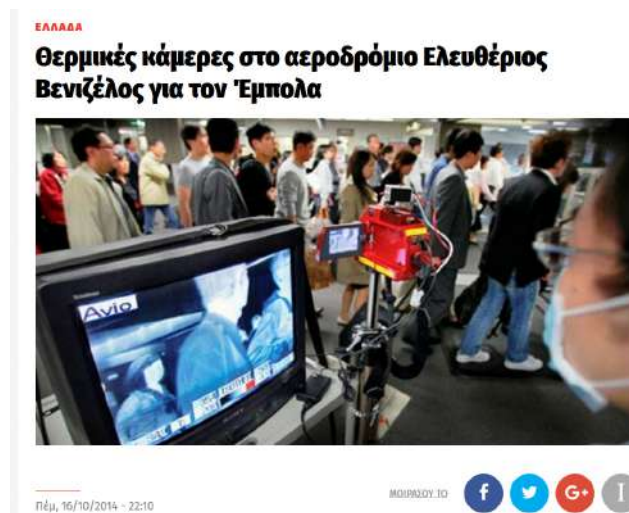 ΕΛΛΑΔΑ
Θερμικές κάμερες στο αεροδρόμιο Ελευθέριος
Βενιζέλος για τον Έμπολα
Avio
SONY
ΜΟΙΡΑΣΟΥ ΤΟ
f
G+
Πέμ, 16/10/2014 - 22:10